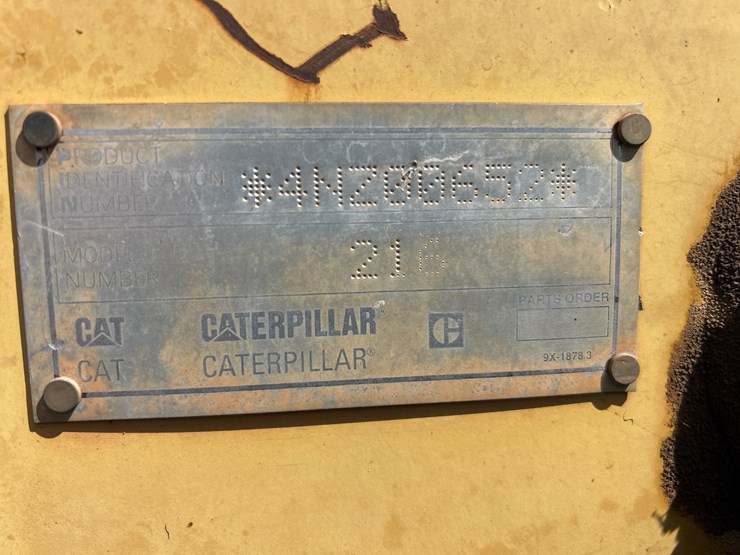 PRODUCT
IDENTIFICATION
NUMBER
*4NZ00652*
MODEL
NUMBER
PARTS ORDER
CAT CATERPILLAR® C
CAT CATERPILLAR®
9X-1878 3